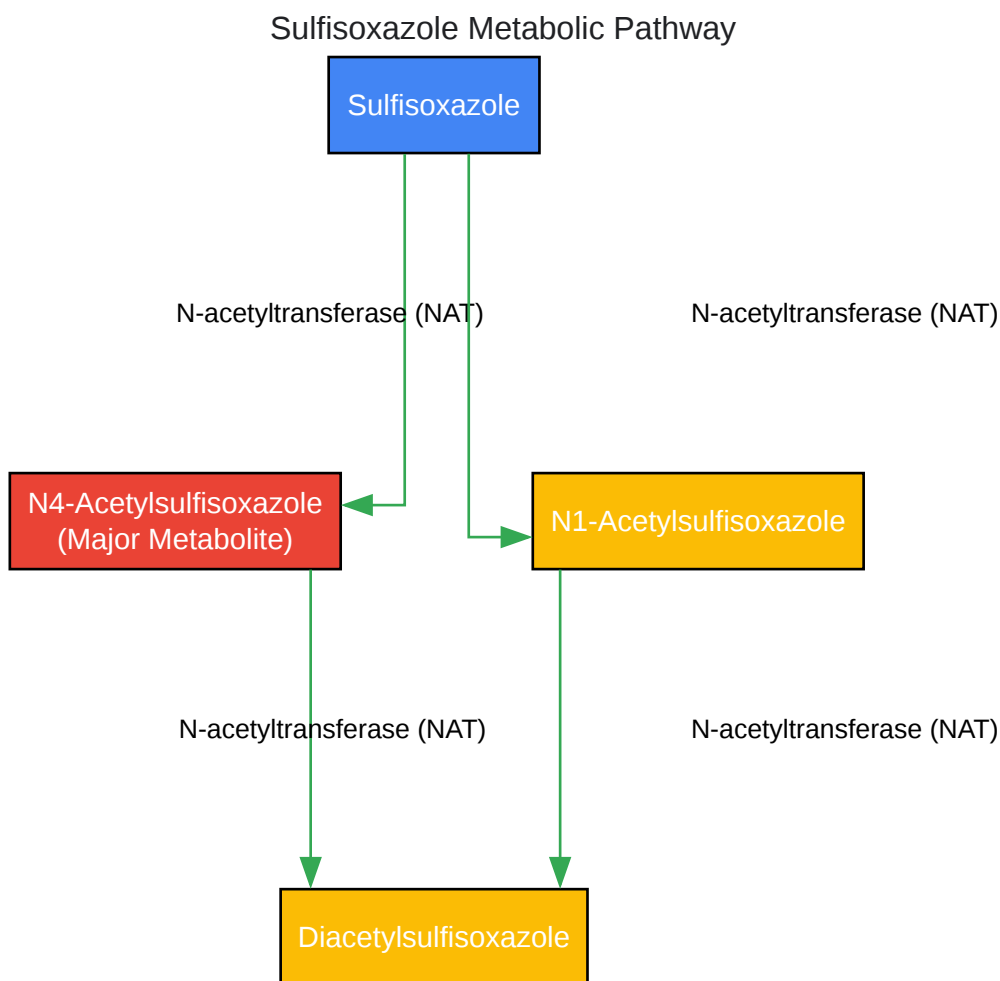 Sulfisoxazole Metabolic Pathway
Sulfisoxazole
N-acetyltransferase (NAT)
N-acetyltransferase (NAT)
N4-Acetylsulfisoxazole
(Major Metabolite)
N1-Acetylsulfisoxazole
N-acetyltransferase (NAT)
N-acetyltransferase (NAT)
Diacetylsulfisoxazole